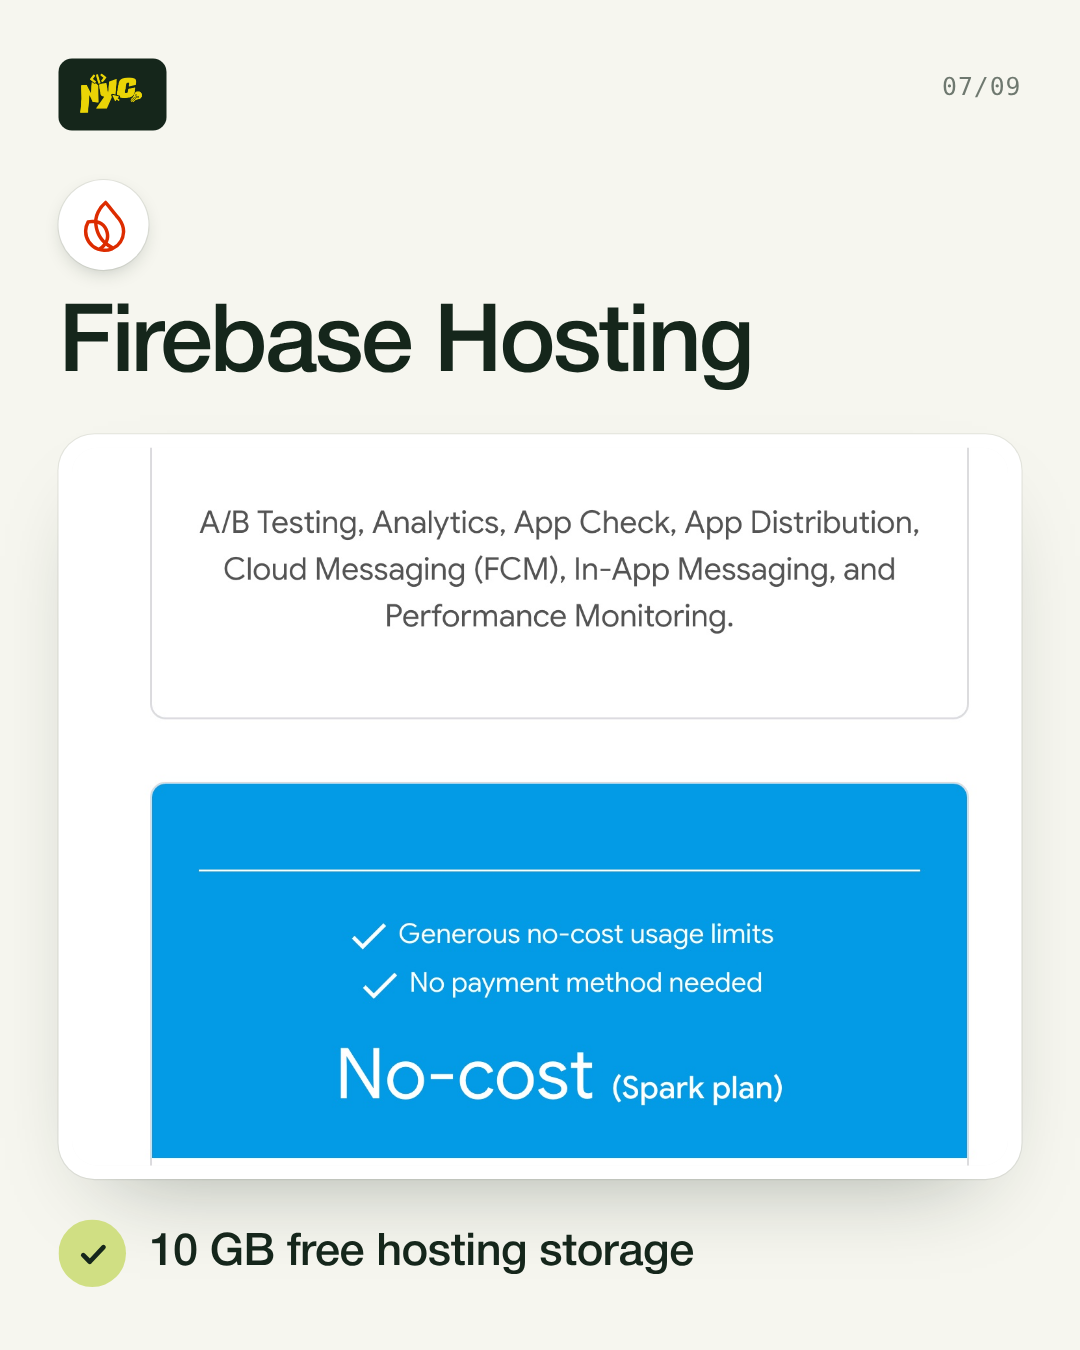 NYC
07/09
Firebase Hosting
A/B Testing, Analytics, App Check, App Distribution,
Cloud Messaging (FCM), In-App Messaging, and
Performance Monitoring.
Generous no-cost usage limits
No payment method needed
No-cost (Spark plan)
10 GB free hosting storage